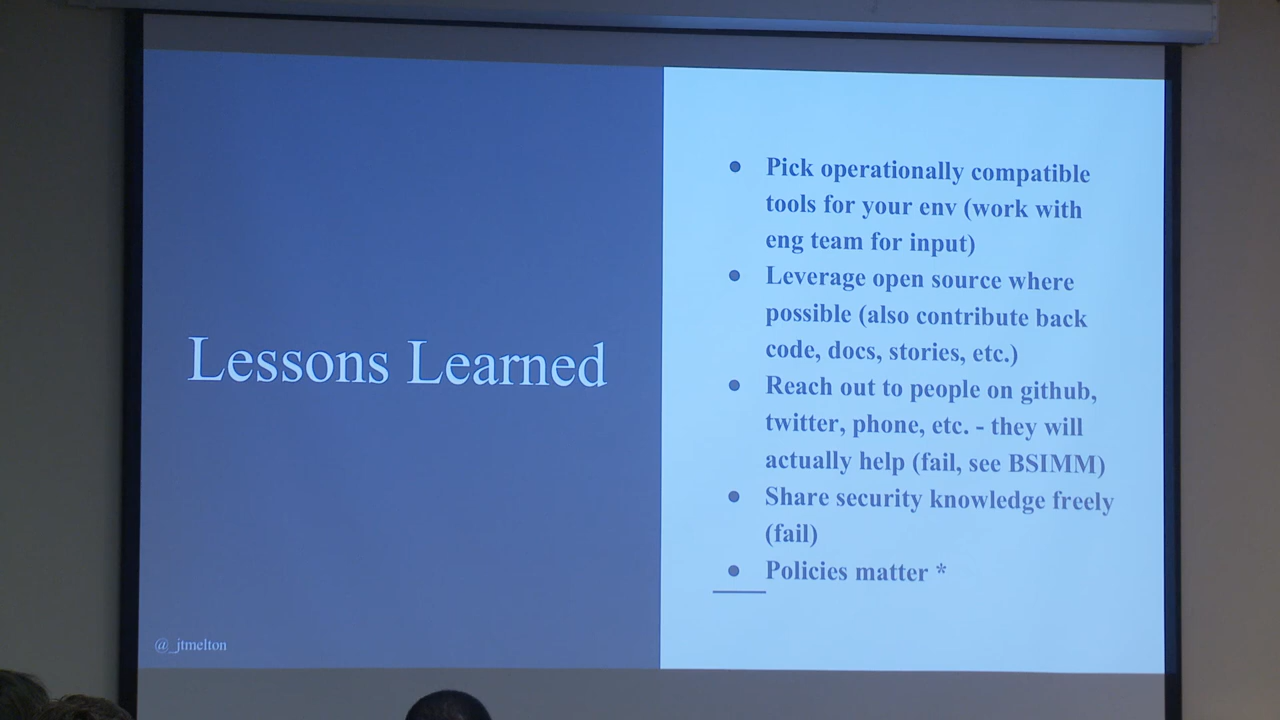 Lessons Learned
● Pick operationally compatible
tools for your env (work with
eng team for input)
● Leverage open source where
possible (also contribute back
code, docs, stories, etc.)
● Reach out to people on github,
twitter, phone, etc. - they will
actually help (fail, see BSIMM)
● Share security knowledge freely
(fail)
● Policies matter *
@_jtmelton